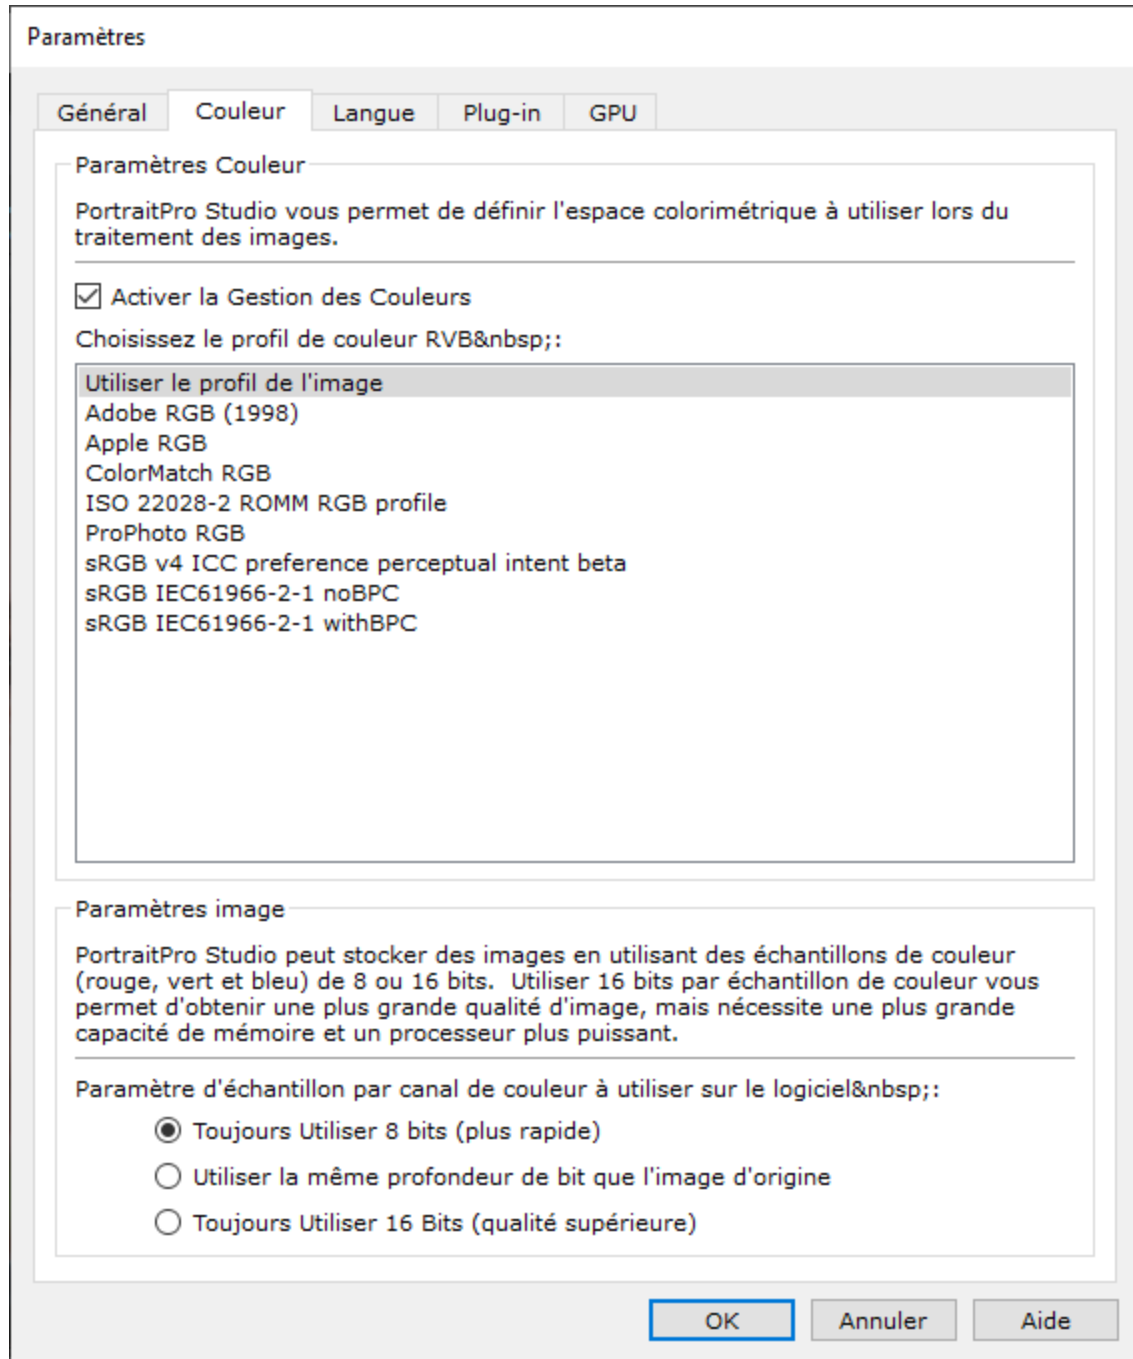 Paramètres
Général
Couleur
Langue
Plug-in
GPU
Paramètres Couleur
PortraitPro Studio vous permet de définir l'espace colorimétrique à utiliser lors du
traitement des images.
Activer la Gestion des Couleurs
Choisissez le profil de couleur RVB&nbsp;:
Utiliser le profil de l'image
Adobe RGB (1998)
Apple RGB
ColorMatch RGB
ISO 22028-2 ROMM RGB profile
ProPhoto RGB
sRGB v4 ICC preference perceptual intent beta
sRGB IEC61966-2-1 noBPC
sRGB IEC61966-2-1 withBPC
Paramètres image
PortraitPro Studio peut stocker des images en utilisant des échantillons de couleur
(rouge, vert et bleu) de 8 ou 16 bits.  Utiliser 16 bits par échantillon de couleur vous
permet d'obtenir une plus grande qualité d'image, mais nécessite une plus grande
capacité de mémoire et un processeur plus puissant.
Paramètre d'échantillon par canal de couleur à utiliser sur le logiciel&nbsp;:
Toujours Utiliser 8 bits (plus rapide)
Utiliser la même profondeur de bit que l'image d'origine
Toujours Utiliser 16 Bits (qualité supérieure)
OK
Annuler
Aide